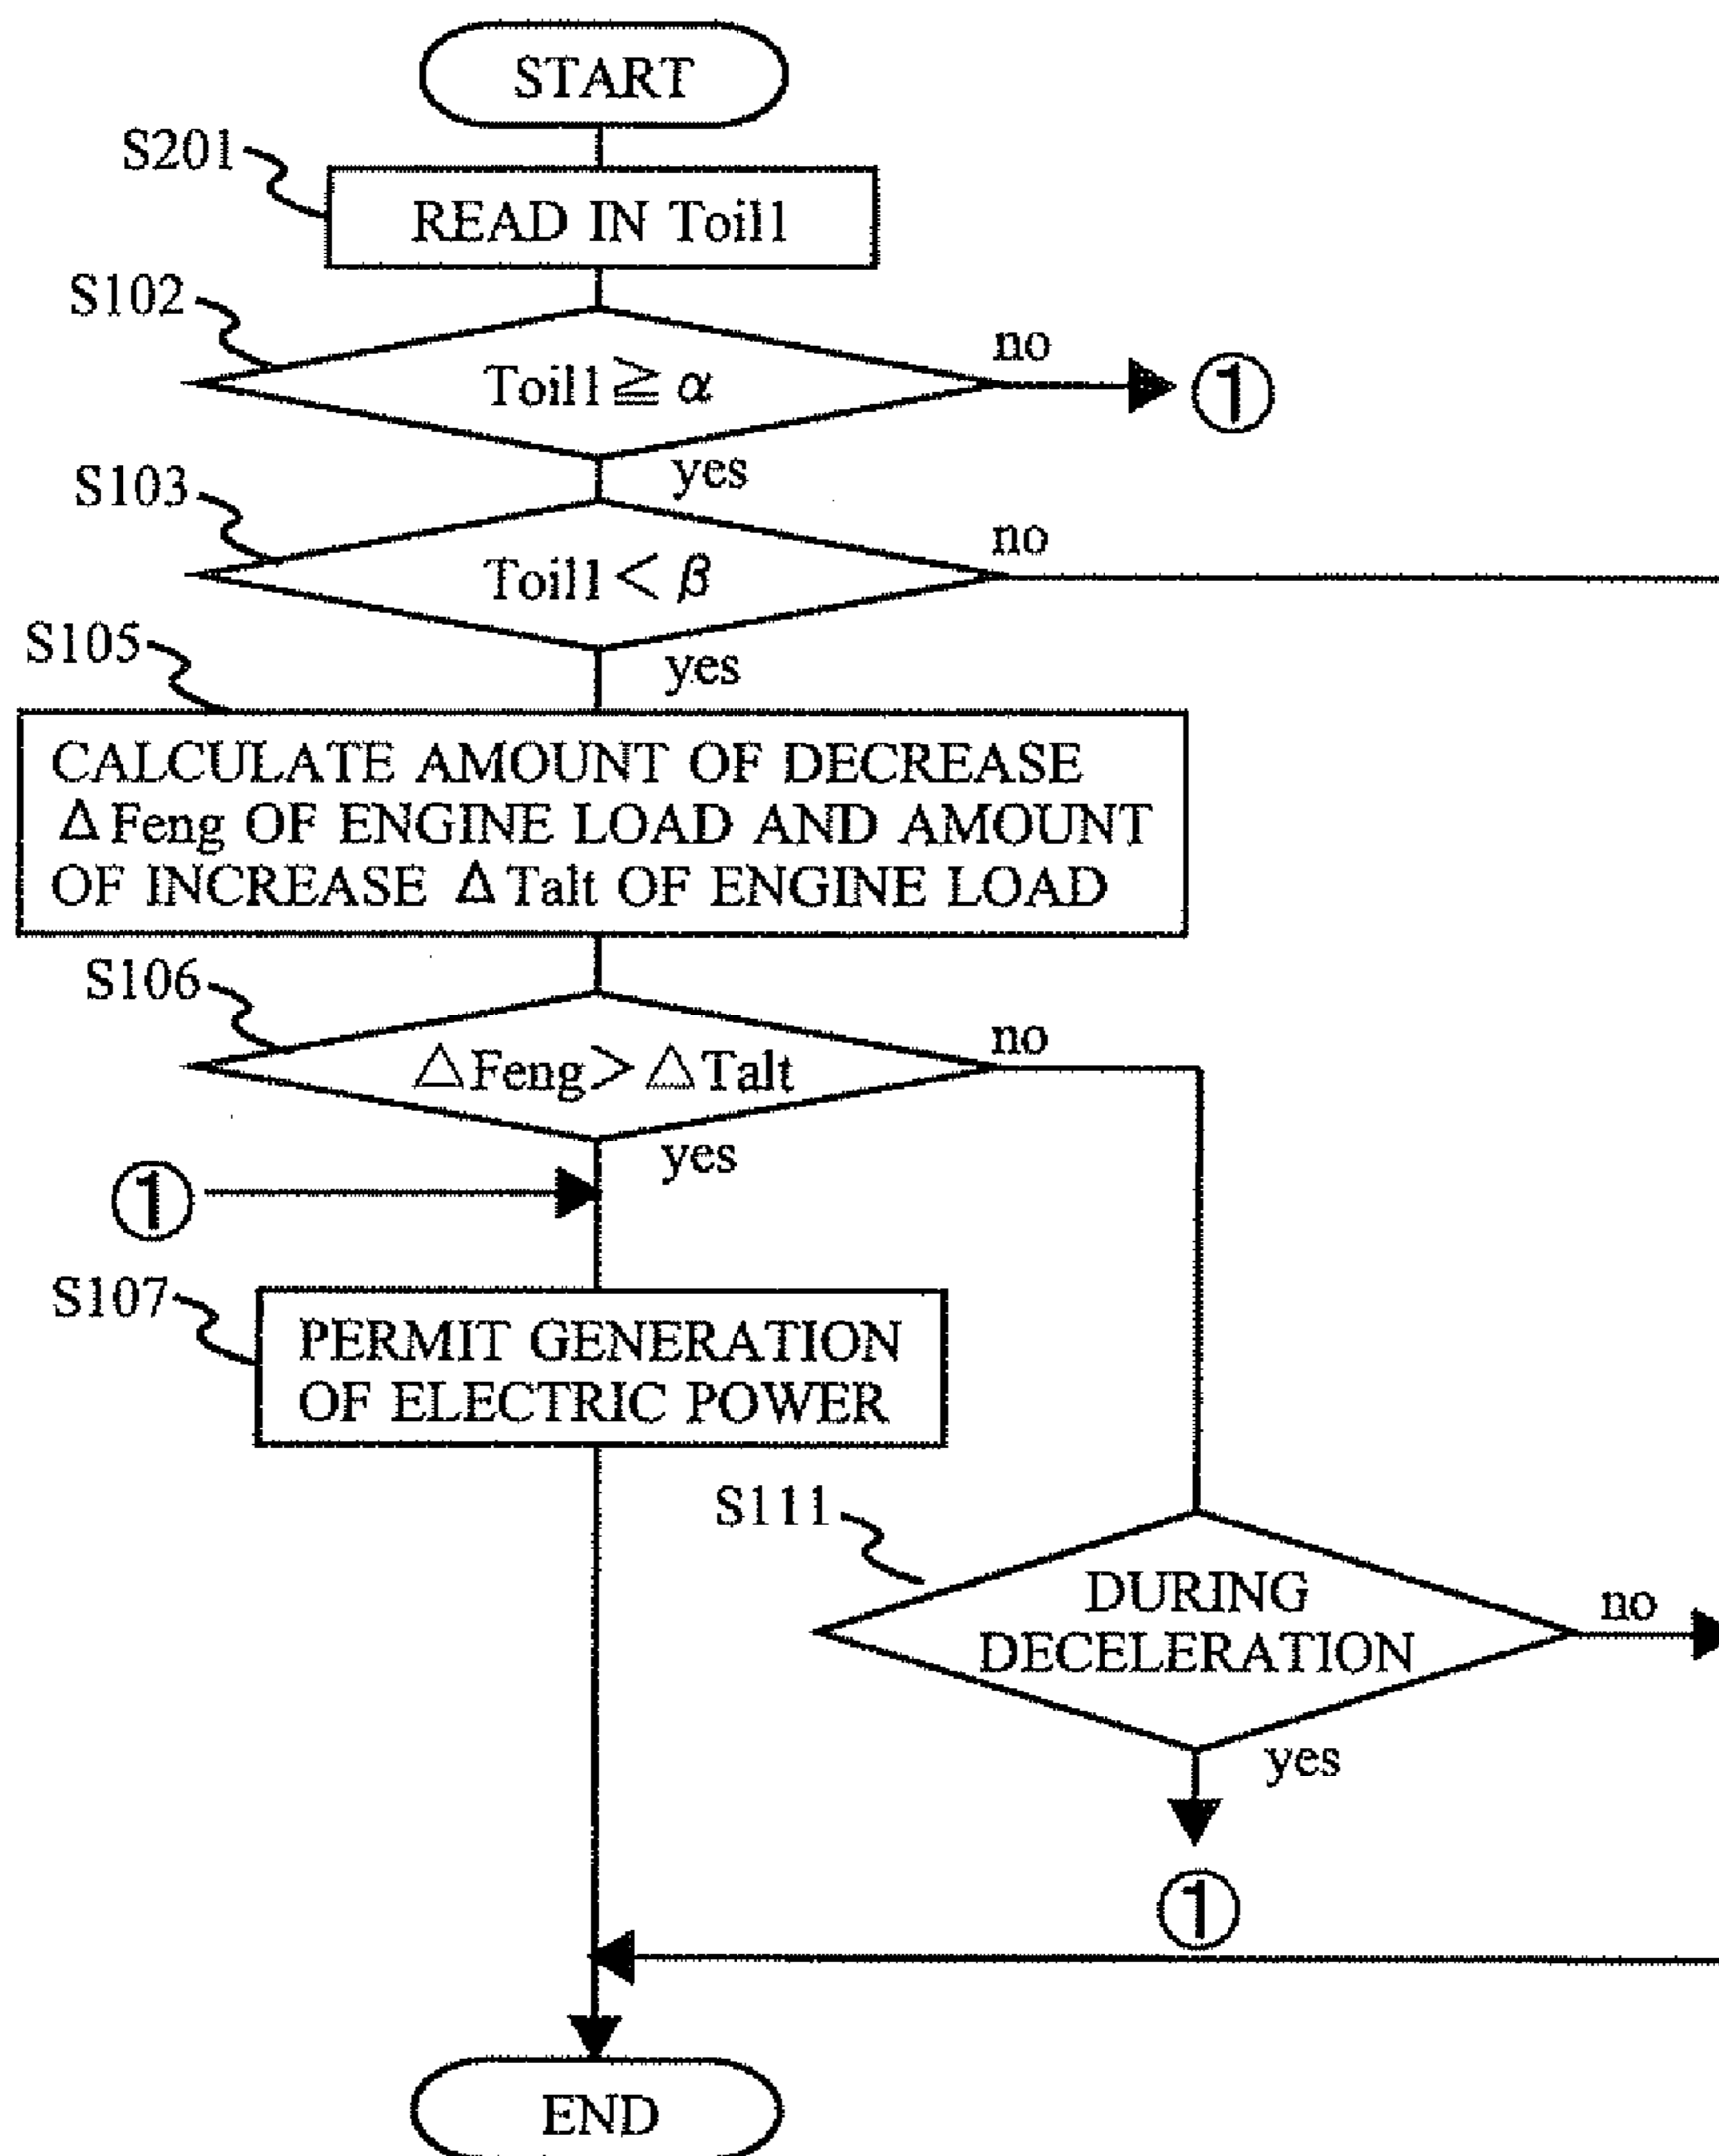 START
S201
READ IN Toil1
S102
Toil1≧α
no
①
yes
S103
Toil1<β
no
yes
S105
CALCULATE AMOUNT OF DECREASE
ΔFeng OF ENGINE LOAD AND AMOUNT
OF INCREASE ΔTalt OF ENGINE LOAD
S106
△Feng>△Talt
no
yes
①
S107
PERMIT GENERATION
OF ELECTRIC POWER
S111
DURING
DECELERATION
no
yes
①
END